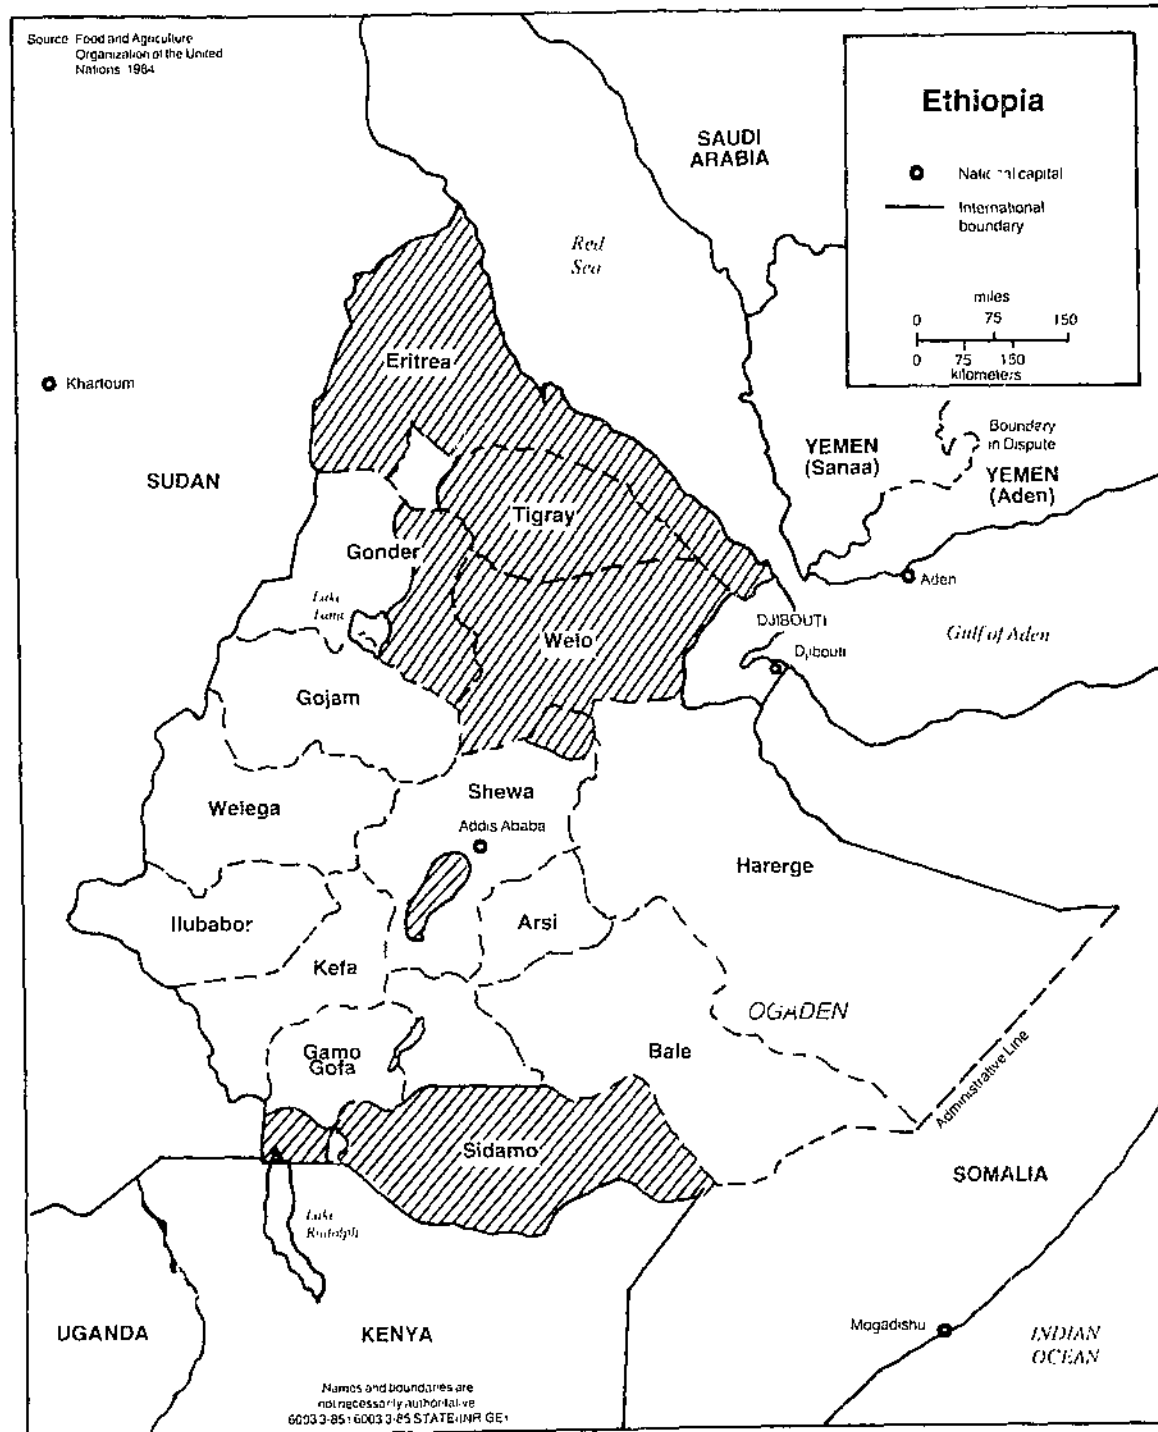 Source Food and Agriculture
Organization of the United
Nations 1984
Ethiopia
National capital
International
boundary
miles
0 75 150
0 75 150
kilometers
SAUDI
ARABIA
Red
Sea
Eritrea
Khartoum
SUDAN
YEMEN
(Sanaa)
Boundary
in Dispute
YEMEN
(Aden)
Tigray
Gonder
Aden
Lake
Tana
DJIBOUTI
Djibouti
Gulf of Aden
Welo
Gojam
Shewa
Welega
Addis Ababa
Harerge
Ilubabor
Arsi
Kefa
OGADEN
Gamo
Gofa
Bale
Administrative Line
Sidamo
SOMALIA
Lake
Rudolph
UGANDA
KENYA
Mogadishu
INDIAN
OCEAN
Names and boundaries are
not necessarily authoritative
STATE (INR GE)